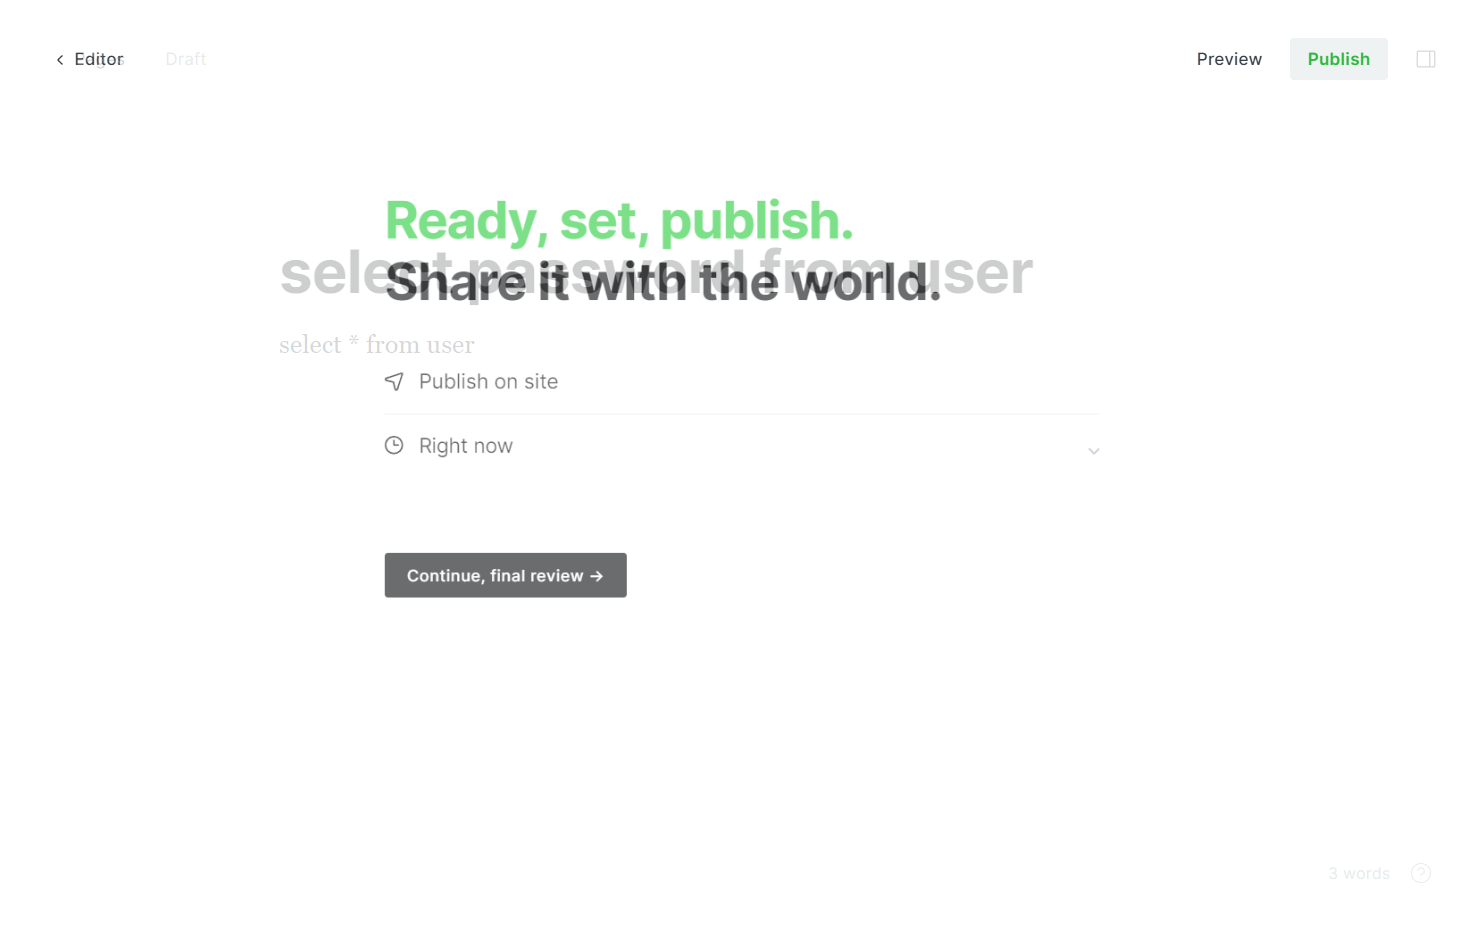 Editor
Draft
Preview
Publish
Ready, set, publish.
select password from user
Share it with the world.
select * from user
Publish on site
Right now
Continue, final review →
3 words